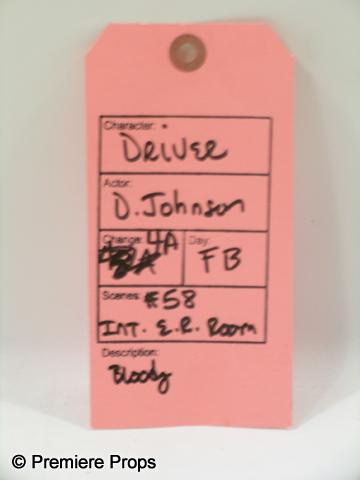 Character:
DRIVER
Actor:
D. Johnson
Change: 4A Day:
FB
Scenes: #58
INT. E.R. Room
Description:
Bloody
© Premiere Props